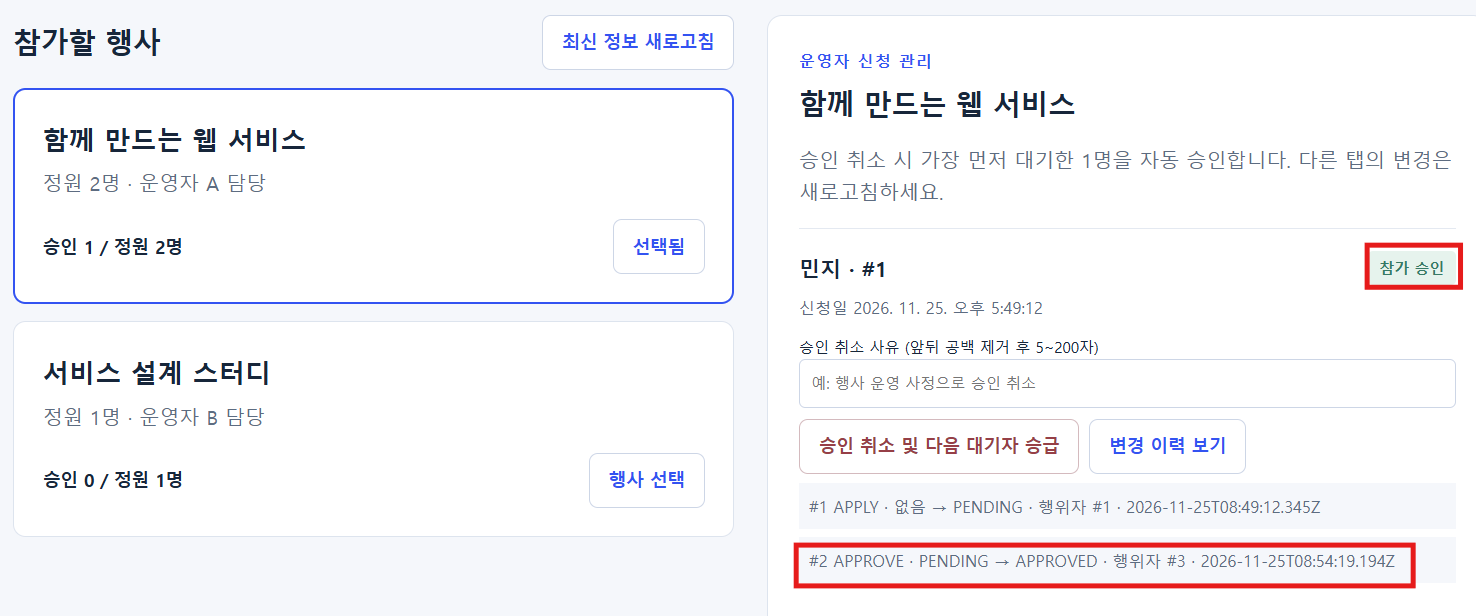 참가할 행사
최신 정보 새로고침
함께 만드는 웹 서비스
정원 2명 · 운영자 A 담당
승인 1 / 정원 2명
선택됨
서비스 설계 스터디
정원 1명 · 운영자 B 담당
승인 0 / 정원 1명
행사 선택
운영자 신청 관리
함께 만드는 웹 서비스
승인 취소 시 가장 먼저 대기한 1명을 자동 승인합니다. 다른 탭의 변경은
새로고침하세요.
민지 · #1
참가 승인
신청일 2026. 11. 25. 오후 5:49:12
승인 취소 사유 (앞뒤 공백 제거 후 5~200자)
예: 행사 운영 사정으로 승인 취소
승인 취소 및 다음 대기자 승급
변경 이력 보기
#1 APPLY · 없음 → PENDING · 행위자 #1 · 2026-11-25T08:49:12.345Z
#2 APPROVE · PENDING → APPROVED · 행위자 #3 · 2026-11-25T08:54:19.194Z